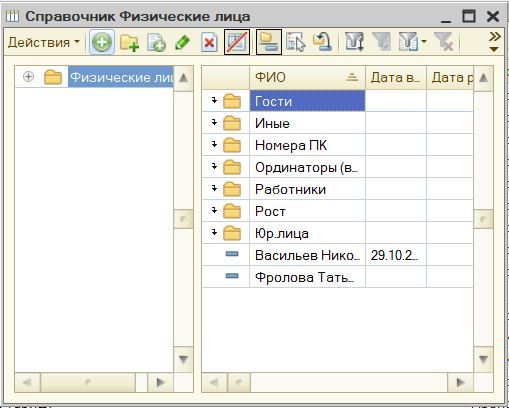 Справочник Физические лица
Действия
Физические лиц
ФИО Дата в... Дата р
Гости
Иные
Номера ПК
Ординаторы (в...
Работники
Рост
Юр.лица
Васильев Нико... 29.10.2...
Фролова Тать...